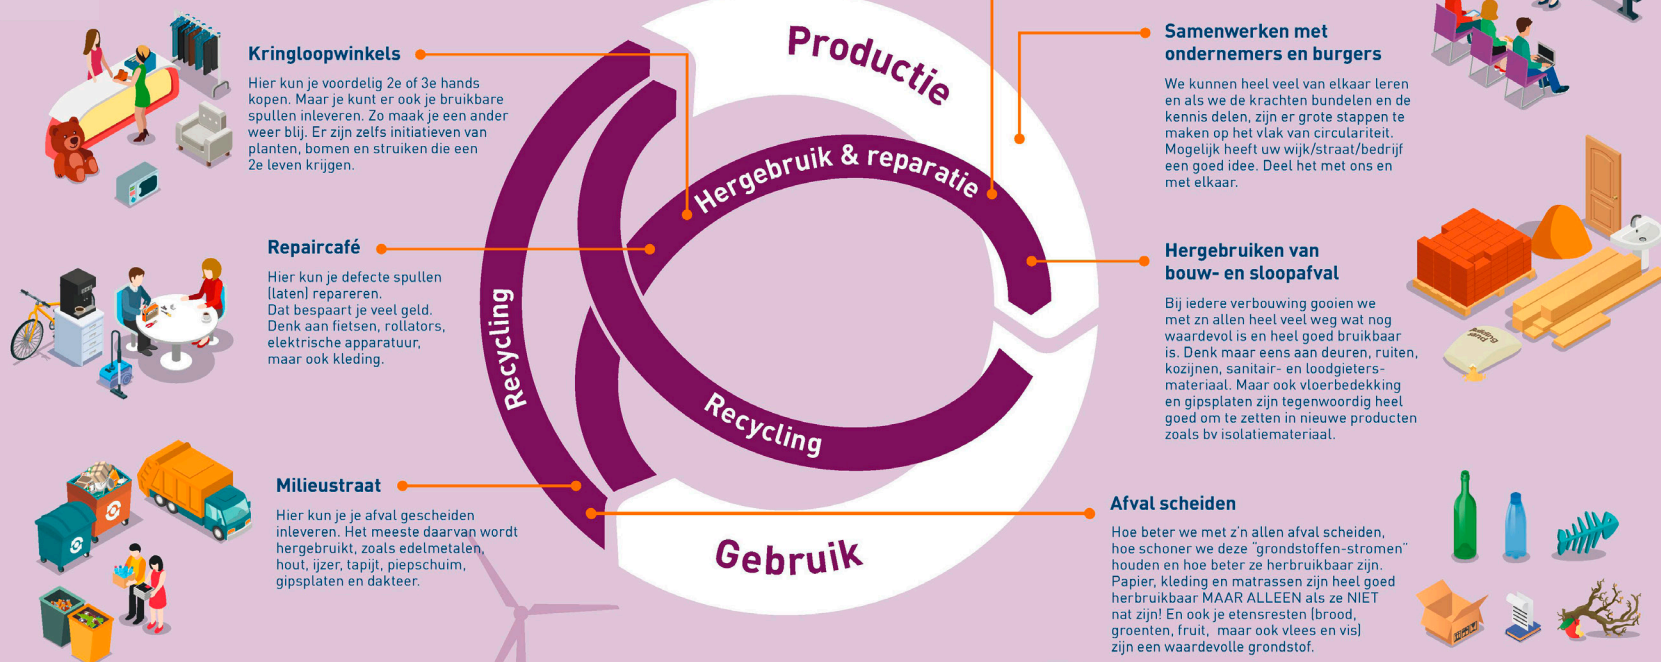 Kringloopwinkels
Hier kun je voordelig 2e of 3e hands
kopen. Maar je kunt er ook je bruikbare
spullen inleveren. Zo maak je een ander
weer blij. Er zijn zelfs initiatieven van
planten, bomen en struiken die een
2e leven krijgen.
Repaircafé
Hier kun je defecte spullen
(laten) repareren.
Dat bespaart je veel geld.
Denk aan fietsen, rollators,
elektrische apparatuur,
maar ook kleding.
Milieustraat
Hier kun je je afval gescheiden
inleveren. Het meeste daarvan wordt
hergebruikt, zoals edelmetalen,
hout, ijzer, tapijt, piepschuim,
gipsplaten en dakteer.
Productie
Hergebruik & reparatie
Recycling
Recycling
Gebruik
Samenwerken met
ondernemers en burgers
We kunnen heel veel van elkaar leren
en als we de krachten bundelen en de
kennis delen, zijn er grote stappen te
maken op het vlak van circulariteit.
Mogelijk heeft uw wijk/straat/bedrijf
een goed idee. Deel het met ons en
met elkaar.
Hergebruiken van
bouw- en sloopafval
Bij iedere verbouwing gooien we
met zn allen heel veel weg wat nog
waardevol is en heel goed bruikbaar
is. Denk maar eens aan deuren, ruiten,
kozijnen, sanitair- en loodgieters-
materiaal. Maar ook vloerbedekking
en gipsplaten zijn tegenwoordig heel
goed om te zetten in nieuwe producten
zoals bv isolatiemateriaal.
building
sand
Afval scheiden
Hoe beter we met z'n allen afval scheiden,
hoe schoner we deze "grondstoffen-stromen"
houden en hoe beter ze herbruikbaar zijn.
Papier, kleding en matrassen zijn heel goed
herbruikbaar MAAR ALLEEN als ze NIET
nat zijn! En ook je etensresten (brood,
groenten, fruit, maar ook vlees en vis)
zijn een waardevolle grondstof.